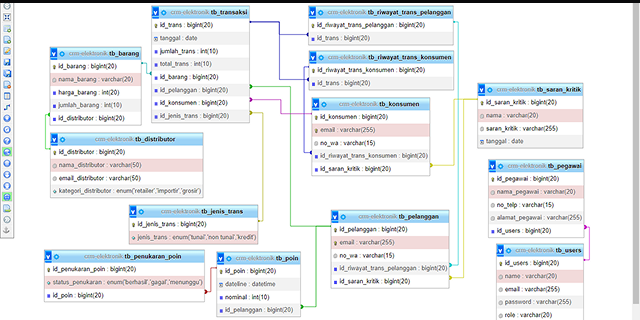 crm-elektronik tb_transaksi
id_trans : bigint(20)
tanggal : date
jumlah_trans : int(10)
total_trans : int(10)
id_barang : bigint(20)
id_pelanggan : bigint(20)
id_konsumen : bigint(20)
id_jenis_trans : bigint(20)
crm-elektronik tb_riwayat_trans_pelanggan
id_riwayat_trans_pelanggan : bigint(20)
id_trans : bigint(20)
crm-elektronik tb_barang
id_barang : bigint(20)
nama_barang : varchar(20)
harga_barang : int(20)
jumlah_barang : int(10)
id_distributor : bigint(20)
crm-elektronik tb_riwayat_trans_konsumen
id_riwayat_trans_konsumen : bigint(20)
id_trans : bigint(20)
crm-elektronik tb_konsumen
id_konsumen : bigint(20)
email : varchar(255)
no_wa : varchar(15)
id_riwayat_trans_konsumen : bigint(20)
id_saran_kritik : bigint(20)
crm-elektronik tb_saran_kritik
id_saran_kritik : bigint(20)
nama : varchar(20)
saran_kritik : varchar(255)
tanggal : date
crm-elektronik tb_distributor
id_distributor : bigint(20)
nama_distributor : varchar(50)
email_distributor : varchar(50)
kategori_distributor : enum('retailer','importir','grosir')
crm-elektronik tb_pegawai
id_pegawai : bigint(20)
nama_pegawai : varchar(20)
no_telp : varchar(15)
alamat_pegawai : varchar(255)
id_users : bigint(20)
crm-elektronik tb_jenis_trans
id_jenis_trans : bigint(20)
jenis_trans : enum('tunai','non tunai','kredit')
crm-elektronik tb_pelanggan
id_pelanggan : bigint(20)
email : varchar(255)
no_wa : varchar(15)
id_riwayat_trans_pelanggan : bigint(20)
id_saran_kritik : bigint(20)
crm-elektronik tb_users
id_users : bigint(20)
name : varchar(20)
email : varchar(255)
password : varchar(255)
role : varchar(20)
crm-elektronik tb_penukaran_poin
id_penukaran_poin : bigint(20)
status_penukaran : enum('berhasil','gagal','menunggu')
id_poin : bigint(20)
crm-elektronik tb_poin
id_poin : bigint(20)
dateline : datetime
nominal : int(10)
id_pelanggan : bigint(20)